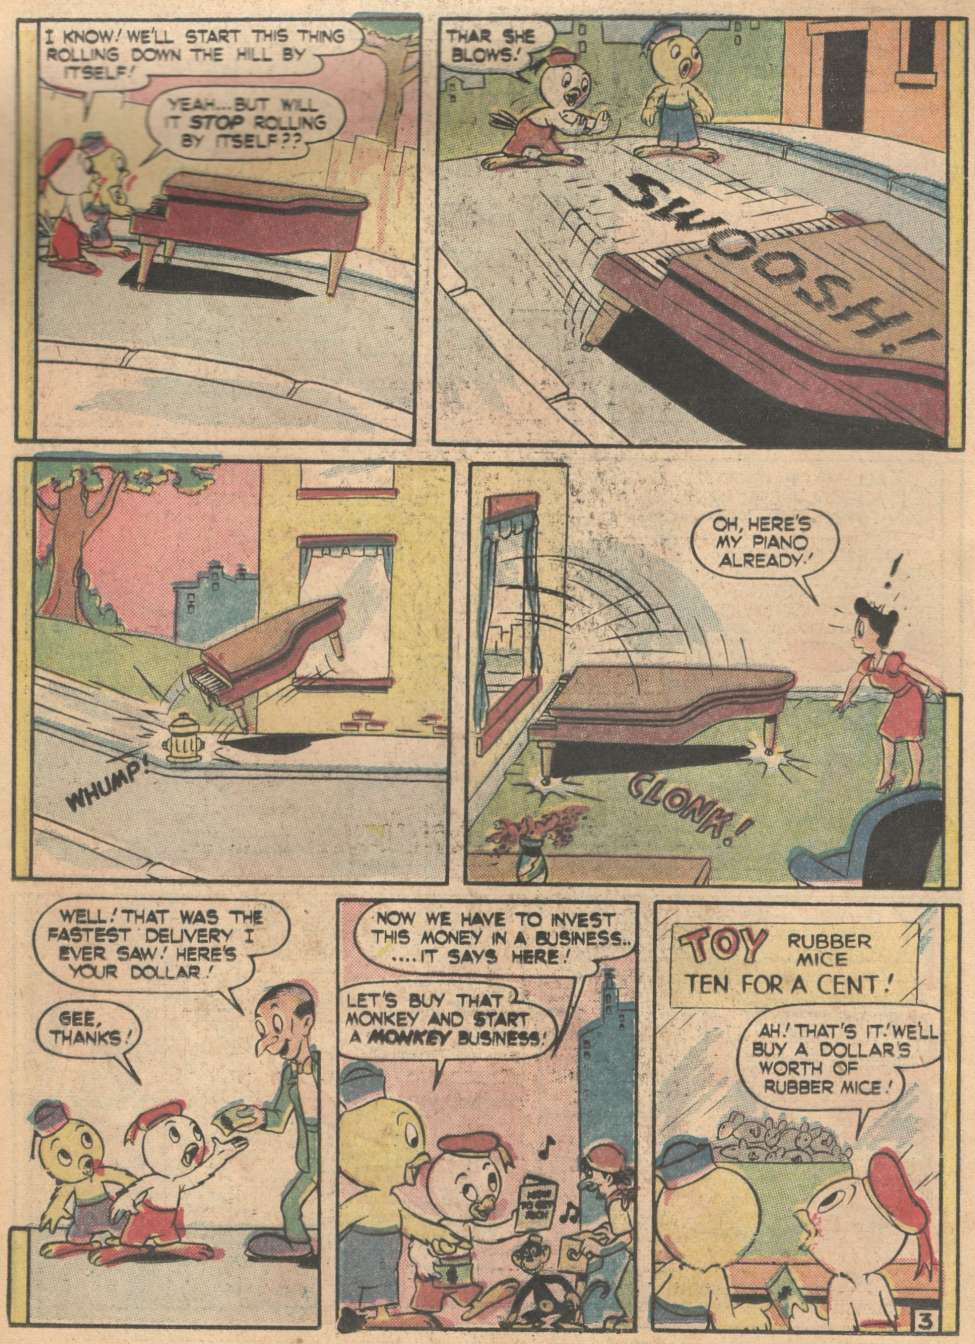 I KNOW! WE'LL START THIS THING
ROLLING DOWN THE HILL BY
ITSELF!
YEAH...BUT WILL
IT STOP ROLLING
BY ITSELF??
THAR SHE
BLOWS!
SWOOSH!
WHUMP!
OH, HERE'S
MY PIANO
ALREADY!
!
CLONK!
WELL! THAT WAS THE
FASTEST DELIVERY I
EVER SAW! HERE'S
YOUR DOLLAR!
GEE,
THANKS!
NOW WE HAVE TO INVEST
THIS MONEY IN A BUSINESS..
....IT SAYS HERE!
LET'S BUY THAT
MONKEY AND START
A MONKEY BUSINESS!
HOW
TO GET
RICH
TOY RUBBER
MICE
TEN FOR A CENT!
AH! THAT'S IT! WE'LL
BUY A DOLLAR'S
WORTH OF
RUBBER MICE!
3